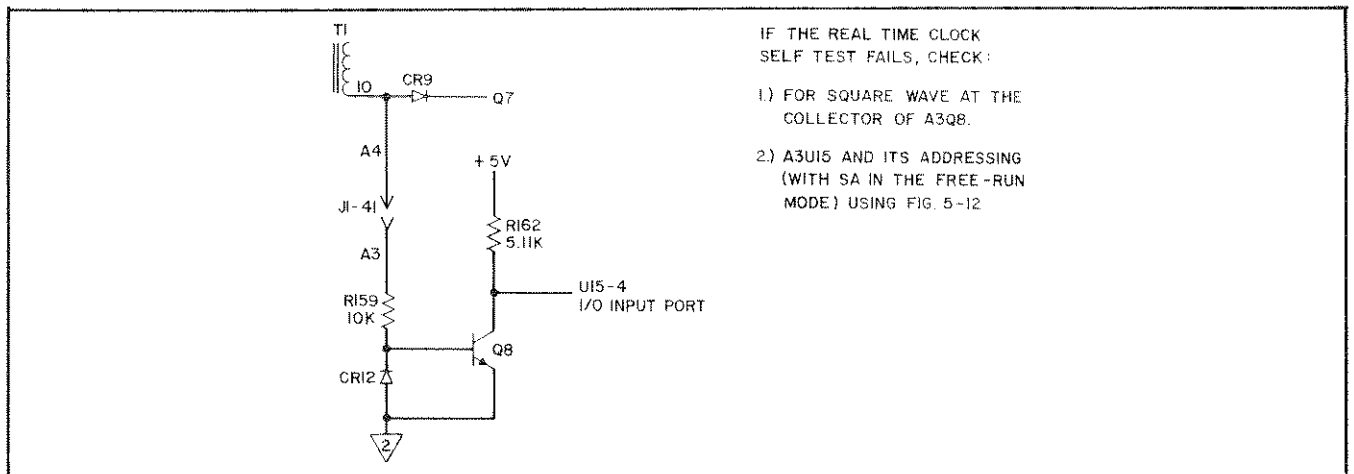 T1
10
CR9
Q7
A4
J1-41
A3
R159
10K
CR12
2
+5V
R162
5.11K
U15-4
I/O INPUT PORT
Q8
IF THE REAL TIME CLOCK
SELF TEST FAILS, CHECK:
1.) FOR SQUARE WAVE AT THE
COLLECTOR OF A3Q8.
2.) A3U15 AND ITS ADDRESSING
(WITH SA IN THE FREE-RUN
MODE) USING FIG. 5-12